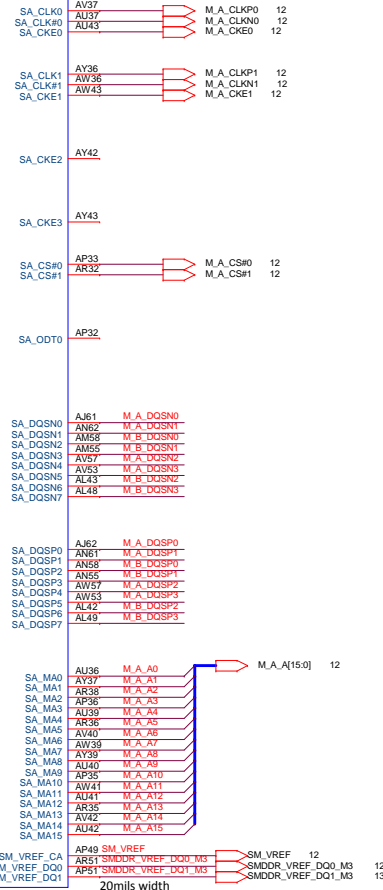 SA_CLK0 AV37 M_A_CLKP0 12
SA_CLK#0 AU37 M_A_CLKN0 12
SA_CKE0 AU43 M_A_CKE0 12
SA_CLK1 AY36 M_A_CLKP1 12
SA_CLK#1 AW36 M_A_CLKN1 12
SA_CKE1 AW43 M_A_CKE1 12
SA_CKE2 AY42
SA_CKE3 AY43
SA_CS#0 AP33 M_A_CS#0 12
SA_CS#1 AR32 M_A_CS#1 12
SA_ODT0 AP32
SA_DQSN0 AJ61 M_A_DQSN0
SA_DQSN1 AN62 M_A_DQSN1
SA_DQSN2 AM58 M_B_DQSN0
SA_DQSN3 AM55 M_B_DQSN1
SA_DQSN4 AV57 M_A_DQSN2
SA_DQSN5 AV53 M_A_DQSN3
SA_DQSN6 AL43 M_B_DQSN2
SA_DQSN7 AL48 M_B_DQSN3
SA_DQSP0 AJ62 M_A_DQSP0
SA_DQSP1 AN61 M_A_DQSP1
SA_DQSP2 AN58 M_B_DQSP0
SA_DQSP3 AN55 M_B_DQSP1
SA_DQSP4 AW57 M_A_DQSP2
SA_DQSP5 AW53 M_A_DQSP3
SA_DQSP6 AL42 M_B_DQSP2
SA_DQSP7 AL49 M_B_DQSP3
M_A_A[15:0] 12
SA_MA0 AU36 M_A_A0
SA_MA1 AY37 M_A_A1
SA_MA2 AR38 M_A_A2
SA_MA3 AP36 M_A_A3
SA_MA4 AU39 M_A_A4
SA_MA5 AR36 M_A_A5
SA_MA6 AV40 M_A_A6
SA_MA7 AW39 M_A_A7
SA_MA8 AY39 M_A_A8
SA_MA9 AU40 M_A_A9
SA_MA10 AP35 M_A_A10
SA_MA11 AW41 M_A_A11
SA_MA12 AU41 M_A_A12
SA_MA13 AR35 M_A_A13
SA_MA14 AV42 M_A_A14
SA_MA15 AU42 M_A_A15
SM_VREF_CA AP49 SM_VREF SM_VREF 12
M_VREF_DQ0 AR51 SMDDR_VREF_DQ0_M3 SMDDR_VREF_DQ0_M3 12
M_VREF_DQ1 AP51 SMDDR_VREF_DQ1_M3 SMDDR_VREF_DQ1_M3 13
20mils width